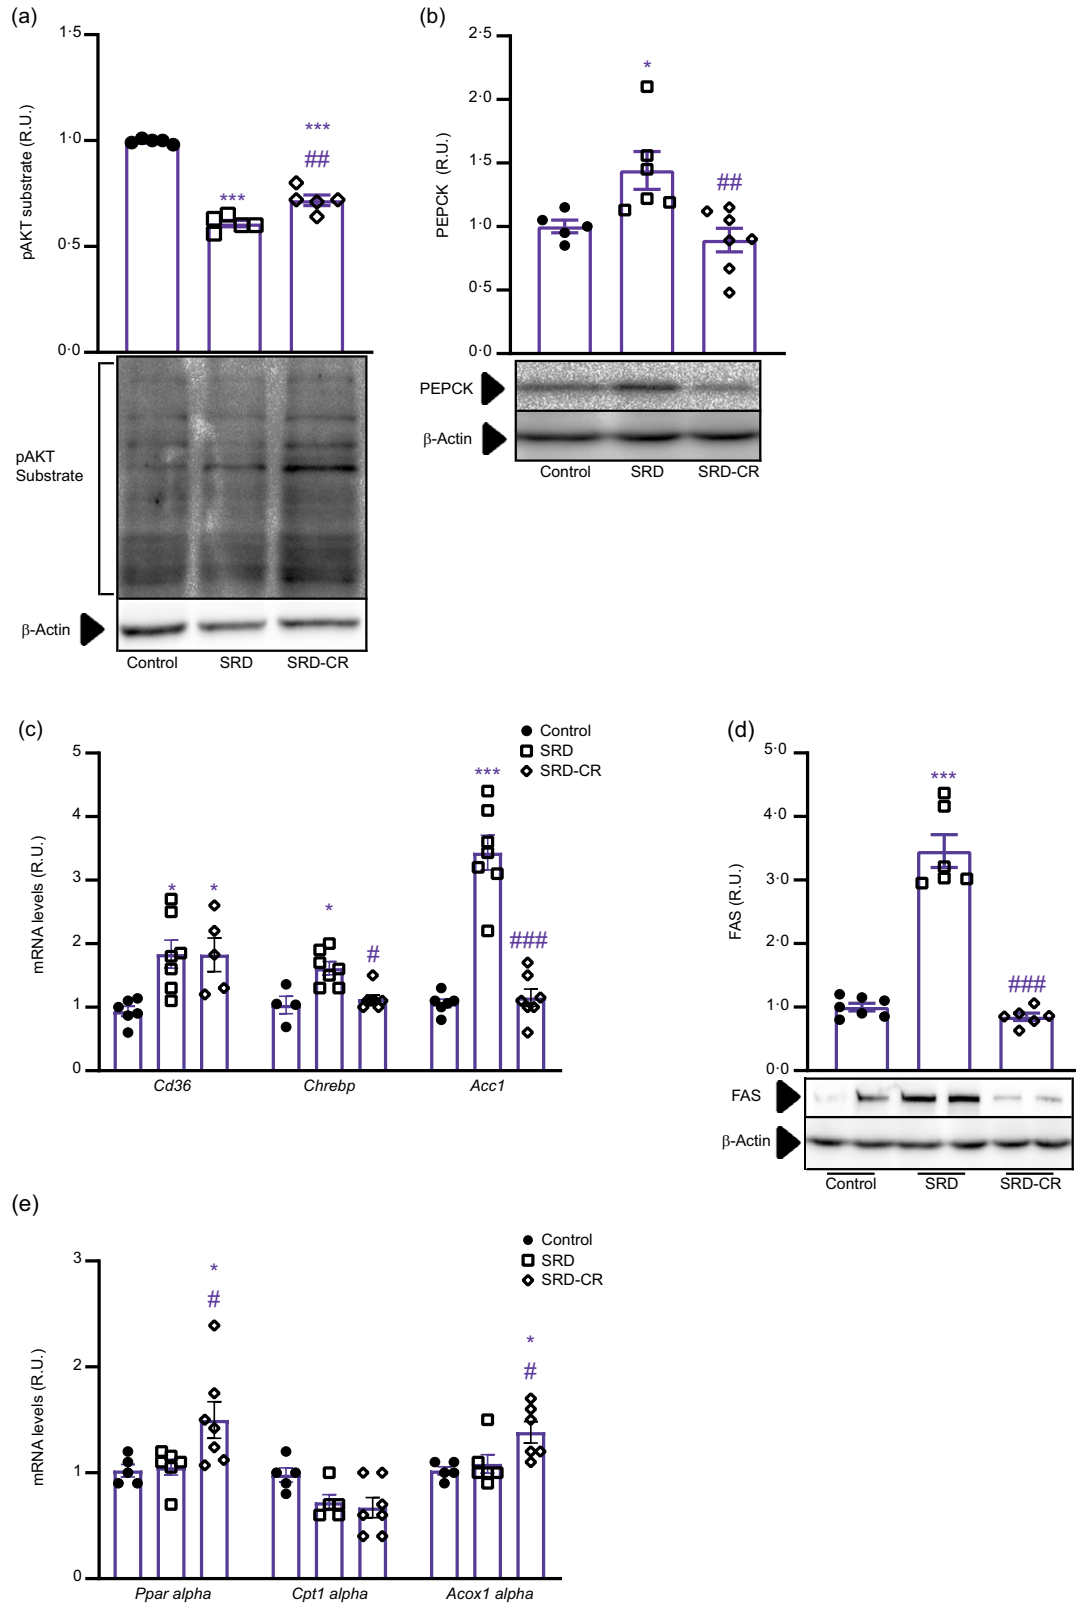 (a)
1·5
1·0
0·5
0·0
pAKT substrate (R.U.)
***
***
##
pAKT
Substrate
β-Actin
Control SRD SRD-CR
(b)
2·5
2·0
1·5
1·0
0·5
0·0
PEPCK (R.U.)
*
##
PEPCK
β-Actin
Control SRD SRD-CR
(c)
Control
SRD
SRD-CR
5
4
3
2
1
0
mRNA levels (R.U.)
* *
*
#
***
###
Cd36 Chrebp Acc1
(d)
5·0
4·0
3·0
2·0
1·0
0·0
FAS (R.U.)
***
###
FAS
β-Actin
Control SRD SRD-CR
(e)
Control
SRD
SRD-CR
3
2
1
0
mRNA levels (R.U.)
*
#
*
#
Ppar alpha Cpt1 alpha Acox1 alpha